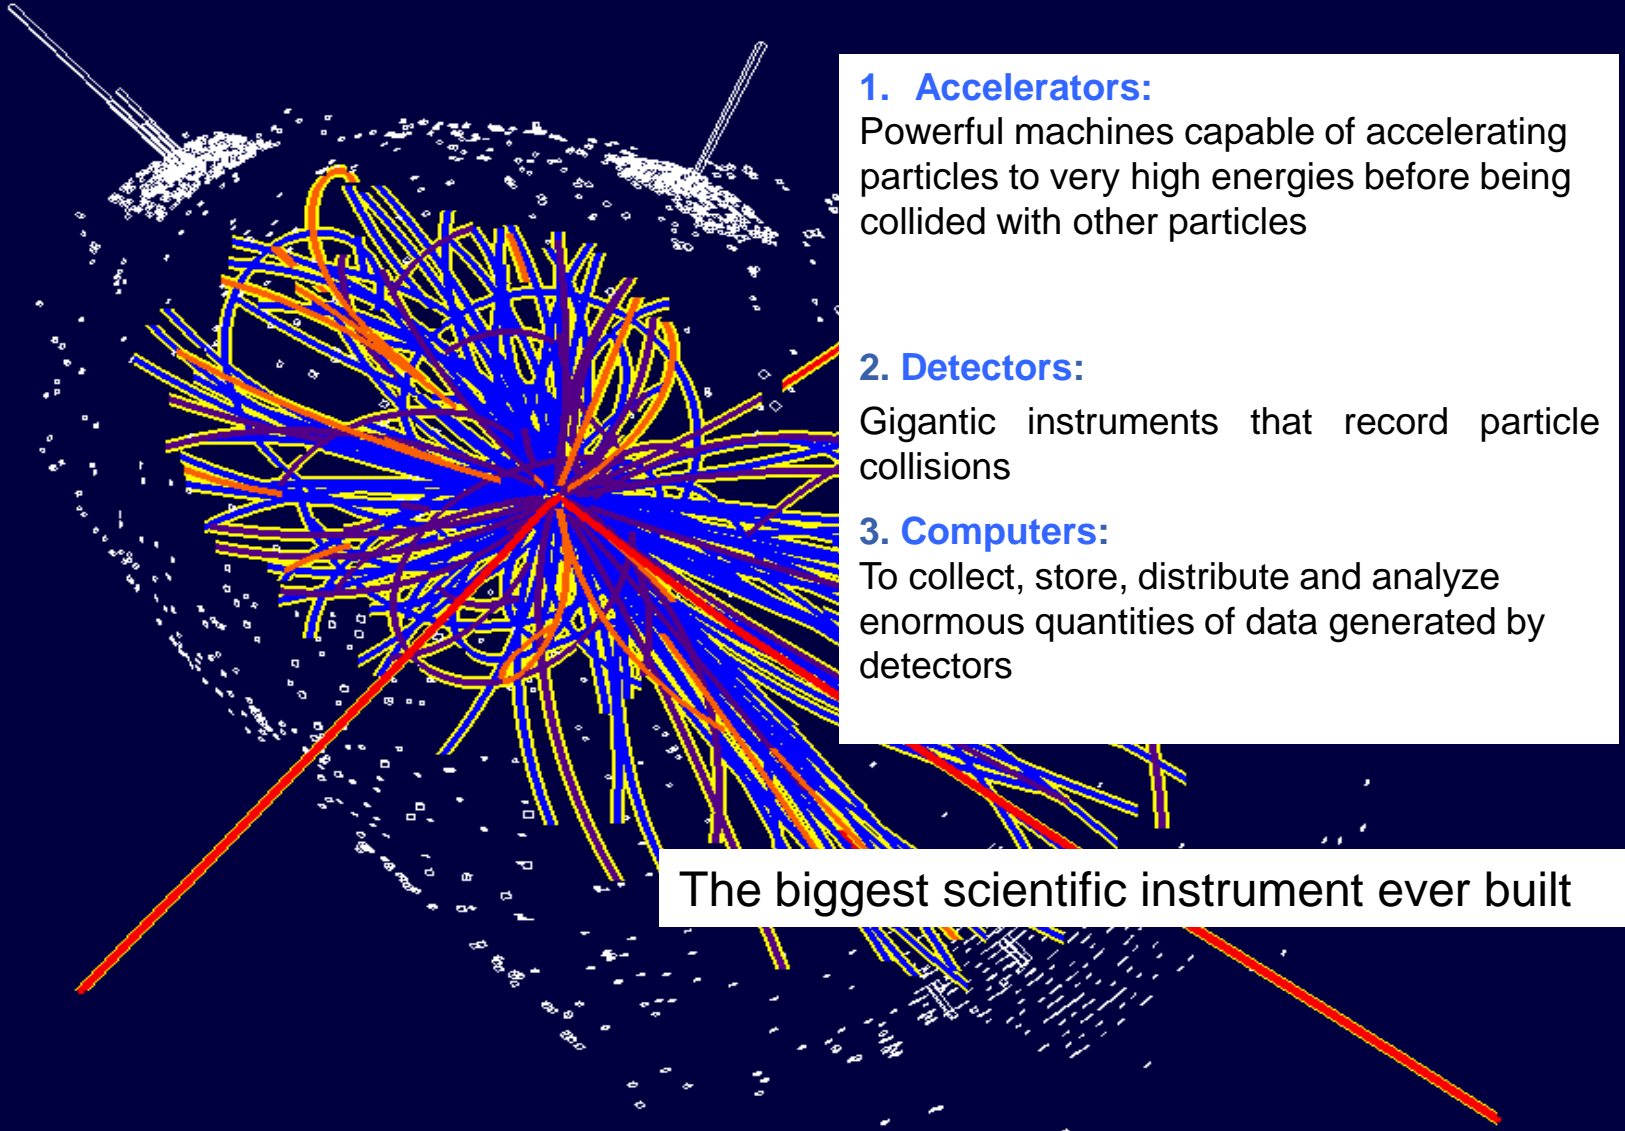 1. Accelerators:
Powerful machines capable of accelerating
particles to very high energies before being
collided with other particles
2. Detectors:
Gigantic instruments that record particle
collisions
3. Computers:
To collect, store, distribute and analyze
enormous quantities of data generated by
detectors
The biggest scientific instrument ever built